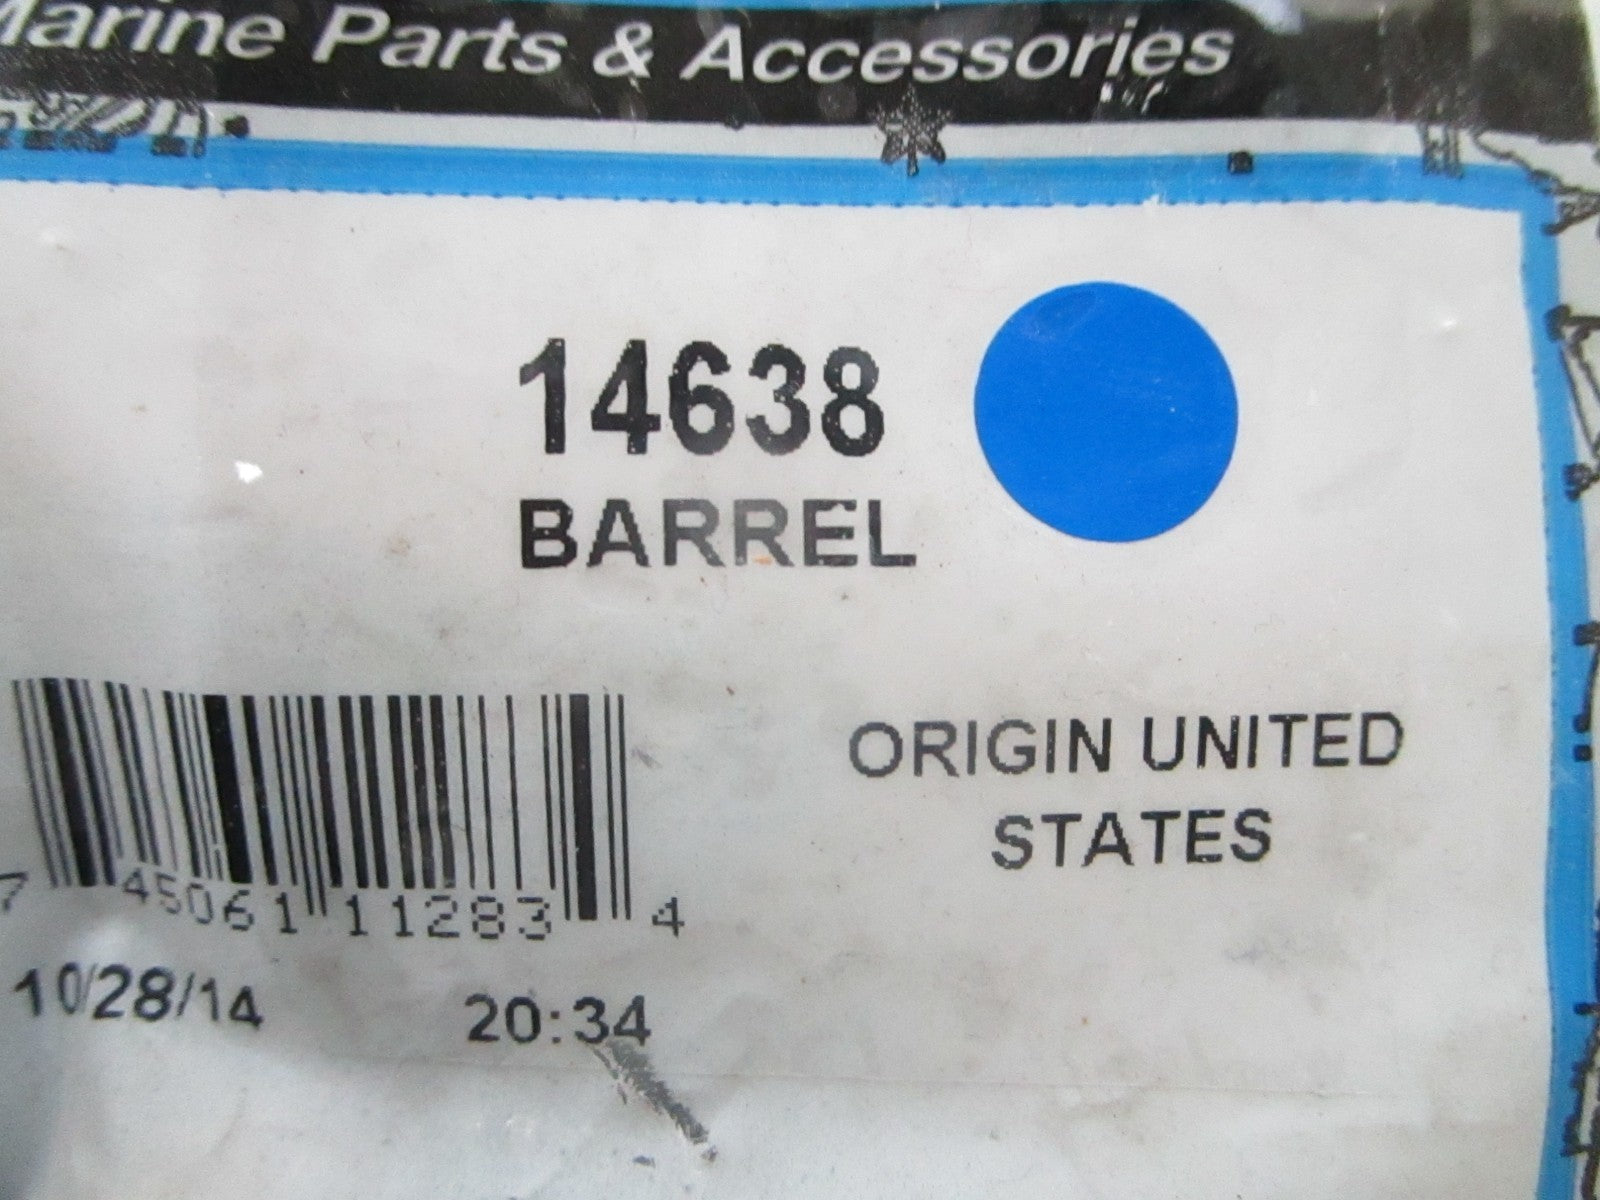 Marine Parts & Accessories
14638
BARREL
ORIGIN UNITED
STATES
7 45061 11283 4
10/28/14 20:34